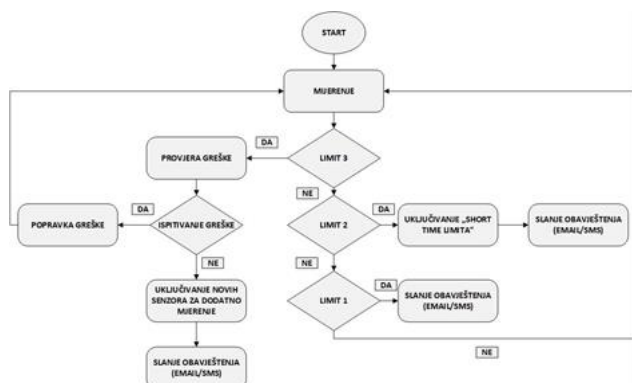 START
MJERENJE
DA
PROVJERA GREŠKE
LIMIT 3
NE
DA
POPRAVKA GREŠKE
ISPITIVANJE GREŠKE
LIMIT 2
DA
UKLJUČIVANJE „SHORT
TIME LIMITA“
SLANJE OBAVJEŠTENJA
(EMAIL/SMS)
NE
NE
UKLJUČIVANJE NOVIH
SENZORA ZA DODATNO
MJERENJE
LIMIT 1
DA
SLANJE OBAVJEŠTENJA
(EMAIL/SMS)
NE
SLANJE OBAVJEŠTENJA
(EMAIL/SMS)